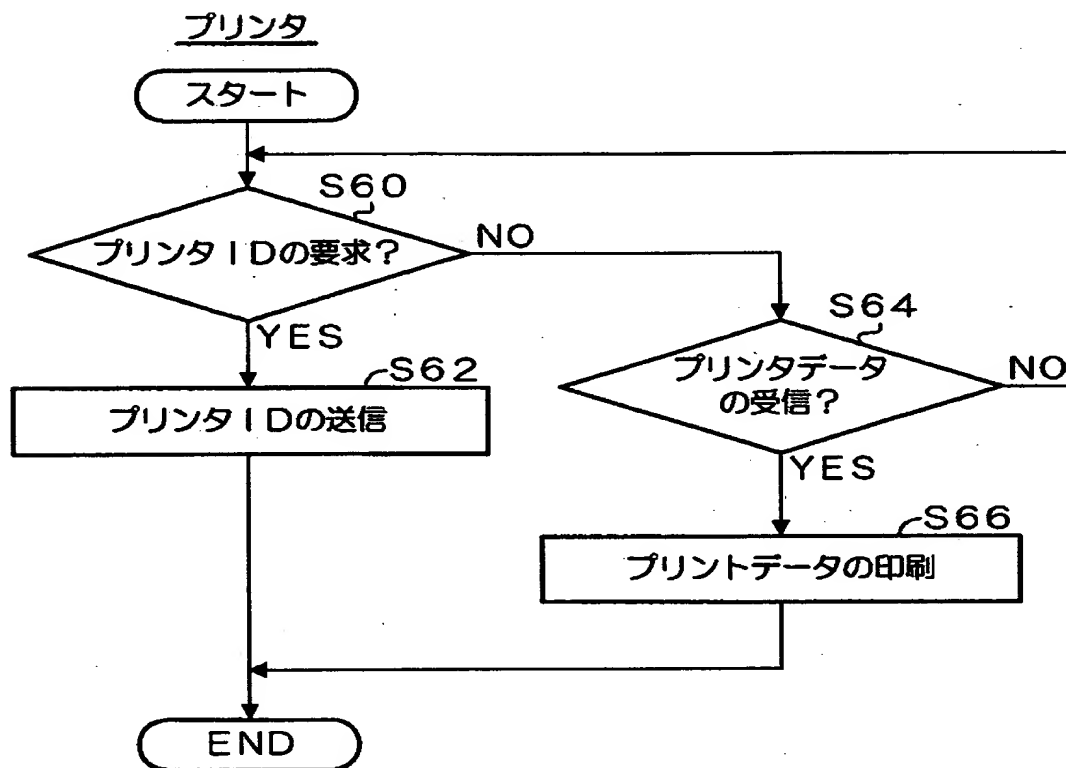 プリンタ
スタート
S60
プリンタIDの要求?
NO
YES
S62
プリンタIDの送信
S64
プリンタデータ
の受信?
NO
YES
S66
プリントデータの印刷
END